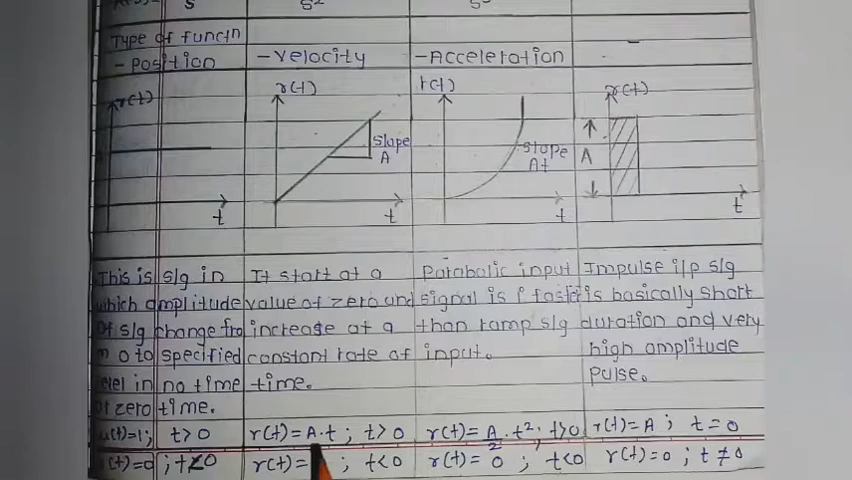 S S² S³
Type of functn
- Position - Velocity - Acceleration -
r(t) r(t) r(t) r(t)
Slope A
Slope At
A
t t t t
This is s/g in It start at a Parabolic input Impulse i/p s/g
which amplitude value of zero and signal is faster is basically short
of s/g change fro increase at a than ramp s/g duration and very
m 0 to specified constant rate of input. high amplitude
level in no time time. pulse.
or zero time.
u(t)=1; t>0 r(t)=A·t; t>0 r(t)=A/2·t², t>0 r(t)=A; t=0
r(t)=0; t<0 r(t)= ; t<0 r(t)=0; t<0 r(t)=0; t≠0